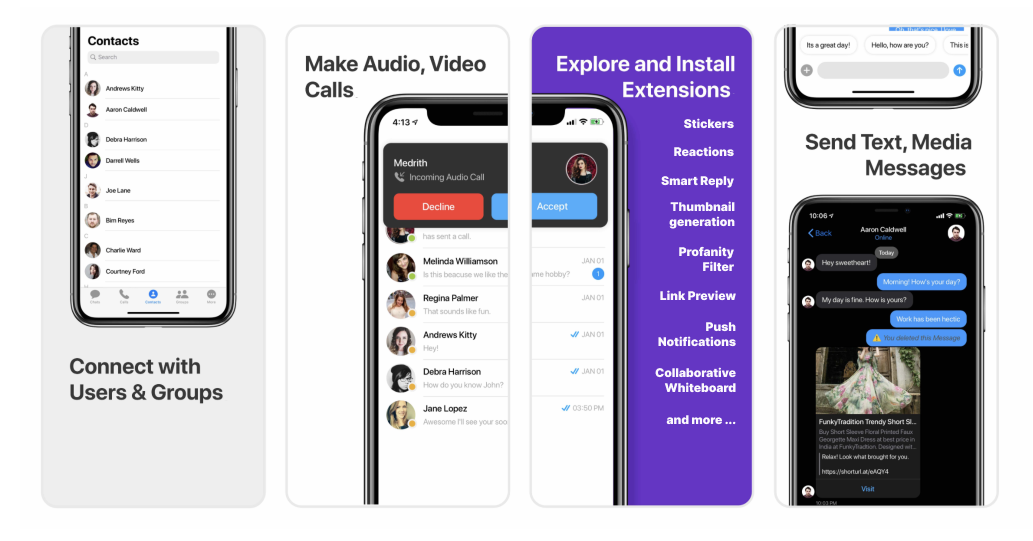 Contacts
Search
A
Andrews Kitty
Aaron Caldwell
D
Debra Harrison
Darrell Wells
J
Joe Lane
B
Bim Reyes
C
Charlie Ward
Courtney Ford
Chats
Calls
Contacts
Groups
More
Connect with
Users & Groups
Make Audio, Video
Calls
4:13
Medrith
Incoming Audio Call
Decline
Accept
has sent a call.
Melinda Williamson
JAN 01
Is this beacuse we like the
ame hobby?
1
Regina Palmer
JAN 01
That sounds like fun.
Andrews Kitty
JAN 01
Hey!
Debra Harrison
JAN 01
How do you know John?
Jane Lopez
03:50 PM
Awesome I'll see your soo
Explore and Install
Extensions
Stickers
Reactions
Smart Reply
Thumbnail
generation
Profanity
Filter
Link Preview
Push
Notifications
Collaborative
Whiteboard
and more ...
Its a great day!
Hello, how are you?
This is
Send Text, Media
Messages
10:06
Back
Aaron Caldwell
Online
Today
Hey sweetheart!
Morning! How's your day?
My day is fine. How is yours?
Work has been hectic
You deleted this Message
FunkyTradition Trendy Short Sl...
Buy Short Sleeve Floral Printed Faux
Georgette Maxi Dress at best price in
India at FunkyTradtion. Designed wit...
Relax! Look what brought for you.
https://shorturl.at/eAQY4
Visit
10:03 PM